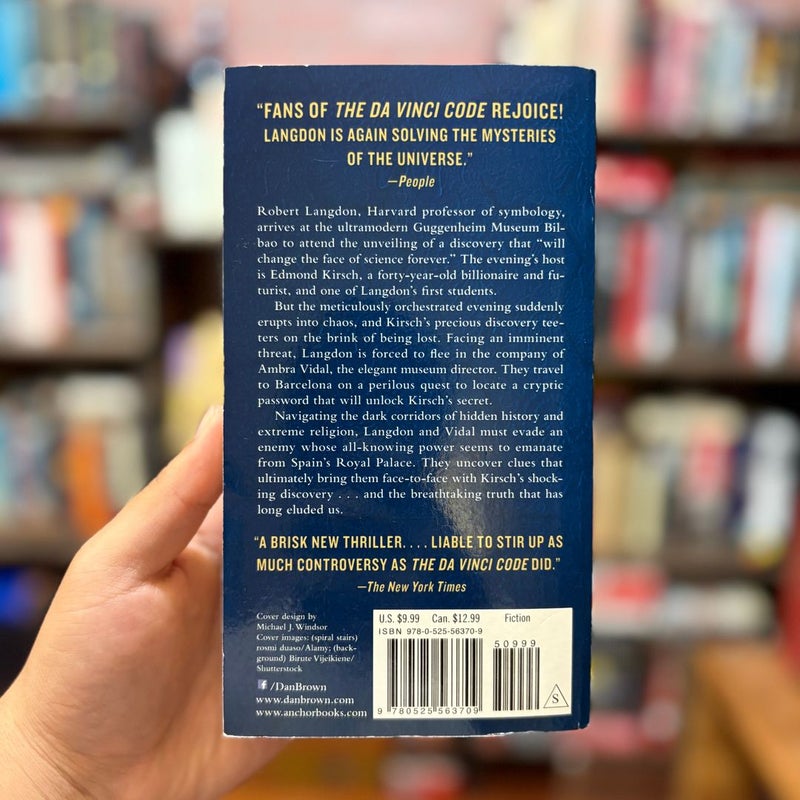 “FANS OF THE DA VINCI CODE REJOICE!
LANGDON IS AGAIN SOLVING THE MYSTERIES
OF THE UNIVERSE.”
—People
Robert Langdon, Harvard professor of symbology,
arrives at the ultramodern Guggenheim Museum Bil-
bao to attend the unveiling of a discovery that “will
change the face of science forever.” The evening’s host
is Edmond Kirsch, a forty-year-old billionaire and fu-
turist, and one of Langdon’s first students.
But the meticulously orchestrated evening suddenly
erupts into chaos, and Kirsch’s precious discovery tee-
ters on the brink of being lost. Facing an imminent
threat, Langdon is forced to flee in the company of
Ambra Vidal, the elegant museum director. They travel
to Barcelona on a perilous quest to locate a cryptic
password that will unlock Kirsch’s secret.
Navigating the dark corridors of hidden history and
extreme religion, Langdon and Vidal must evade an
enemy whose all-knowing power seems to emanate
from Spain’s Royal Palace. They uncover clues that
ultimately bring them face-to-face with Kirsch’s shock-
ing discovery . . . and the breathtaking truth that has
long eluded us.
“A BRISK NEW THRILLER. . . . LIABLE TO STIR UP AS
MUCH CONTROVERSY AS THE DA VINCI CODE DID.”
—The New York Times
Cover design by
Michael J. Windsor
Cover images: (spiral stairs)
rosmi duaso/Alamy; (back-
ground) Birute Vijeikiene/
Shutterstock
f /DanBrown
www.danbrown.com
www.anchorbooks.com
U.S. $9.99 Can. $12.99 Fiction
ISBN 978-0-525-56370-9
50999
9 780525 563709
S